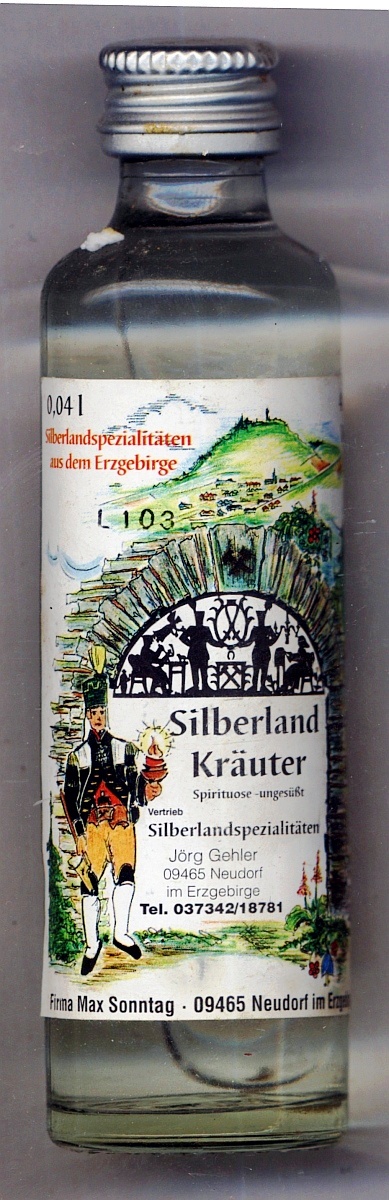 0,04 l
Silberlandspezialitäten
aus dem Erzgebirge
L 103
Silberland
Kräuter
Spirituose -ungesüßt
Vertrieb
Silberlandspezialitäten
Jörg Gehler
09465 Neudorf
im Erzgebirge
Tel. 037342/18781
Firma Max Sonntag · 09465 Neudorf im